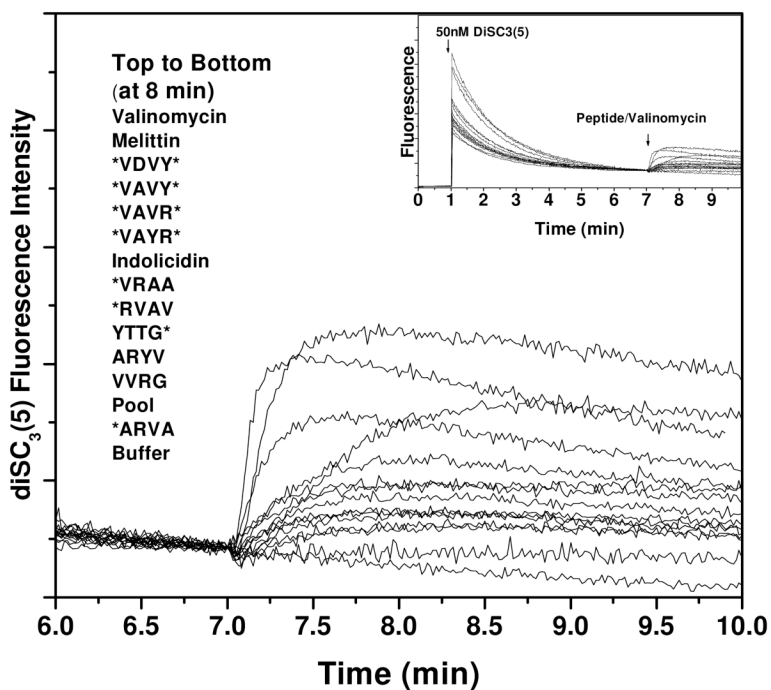 diSC3(5) Fluorescence Intensity
Top to Bottom
(at 8 min)
Valinomycin
Melittin
*VDVY*
*VAVY*
*VAVR*
*VAYR*
Indolicidin
*VRAA
*RVAV
YTTG*
ARYV
VVRG
Pool
*ARVA
Buffer
Fluorescence
50nM DiSC3(5)
Peptide/Valinomycin
0 1 2 3 4 5 6 7 8 9
Time (min)
6.0 6.5 7.0 7.5 8.0 8.5 9.0 9.5 10.0
Time (min)